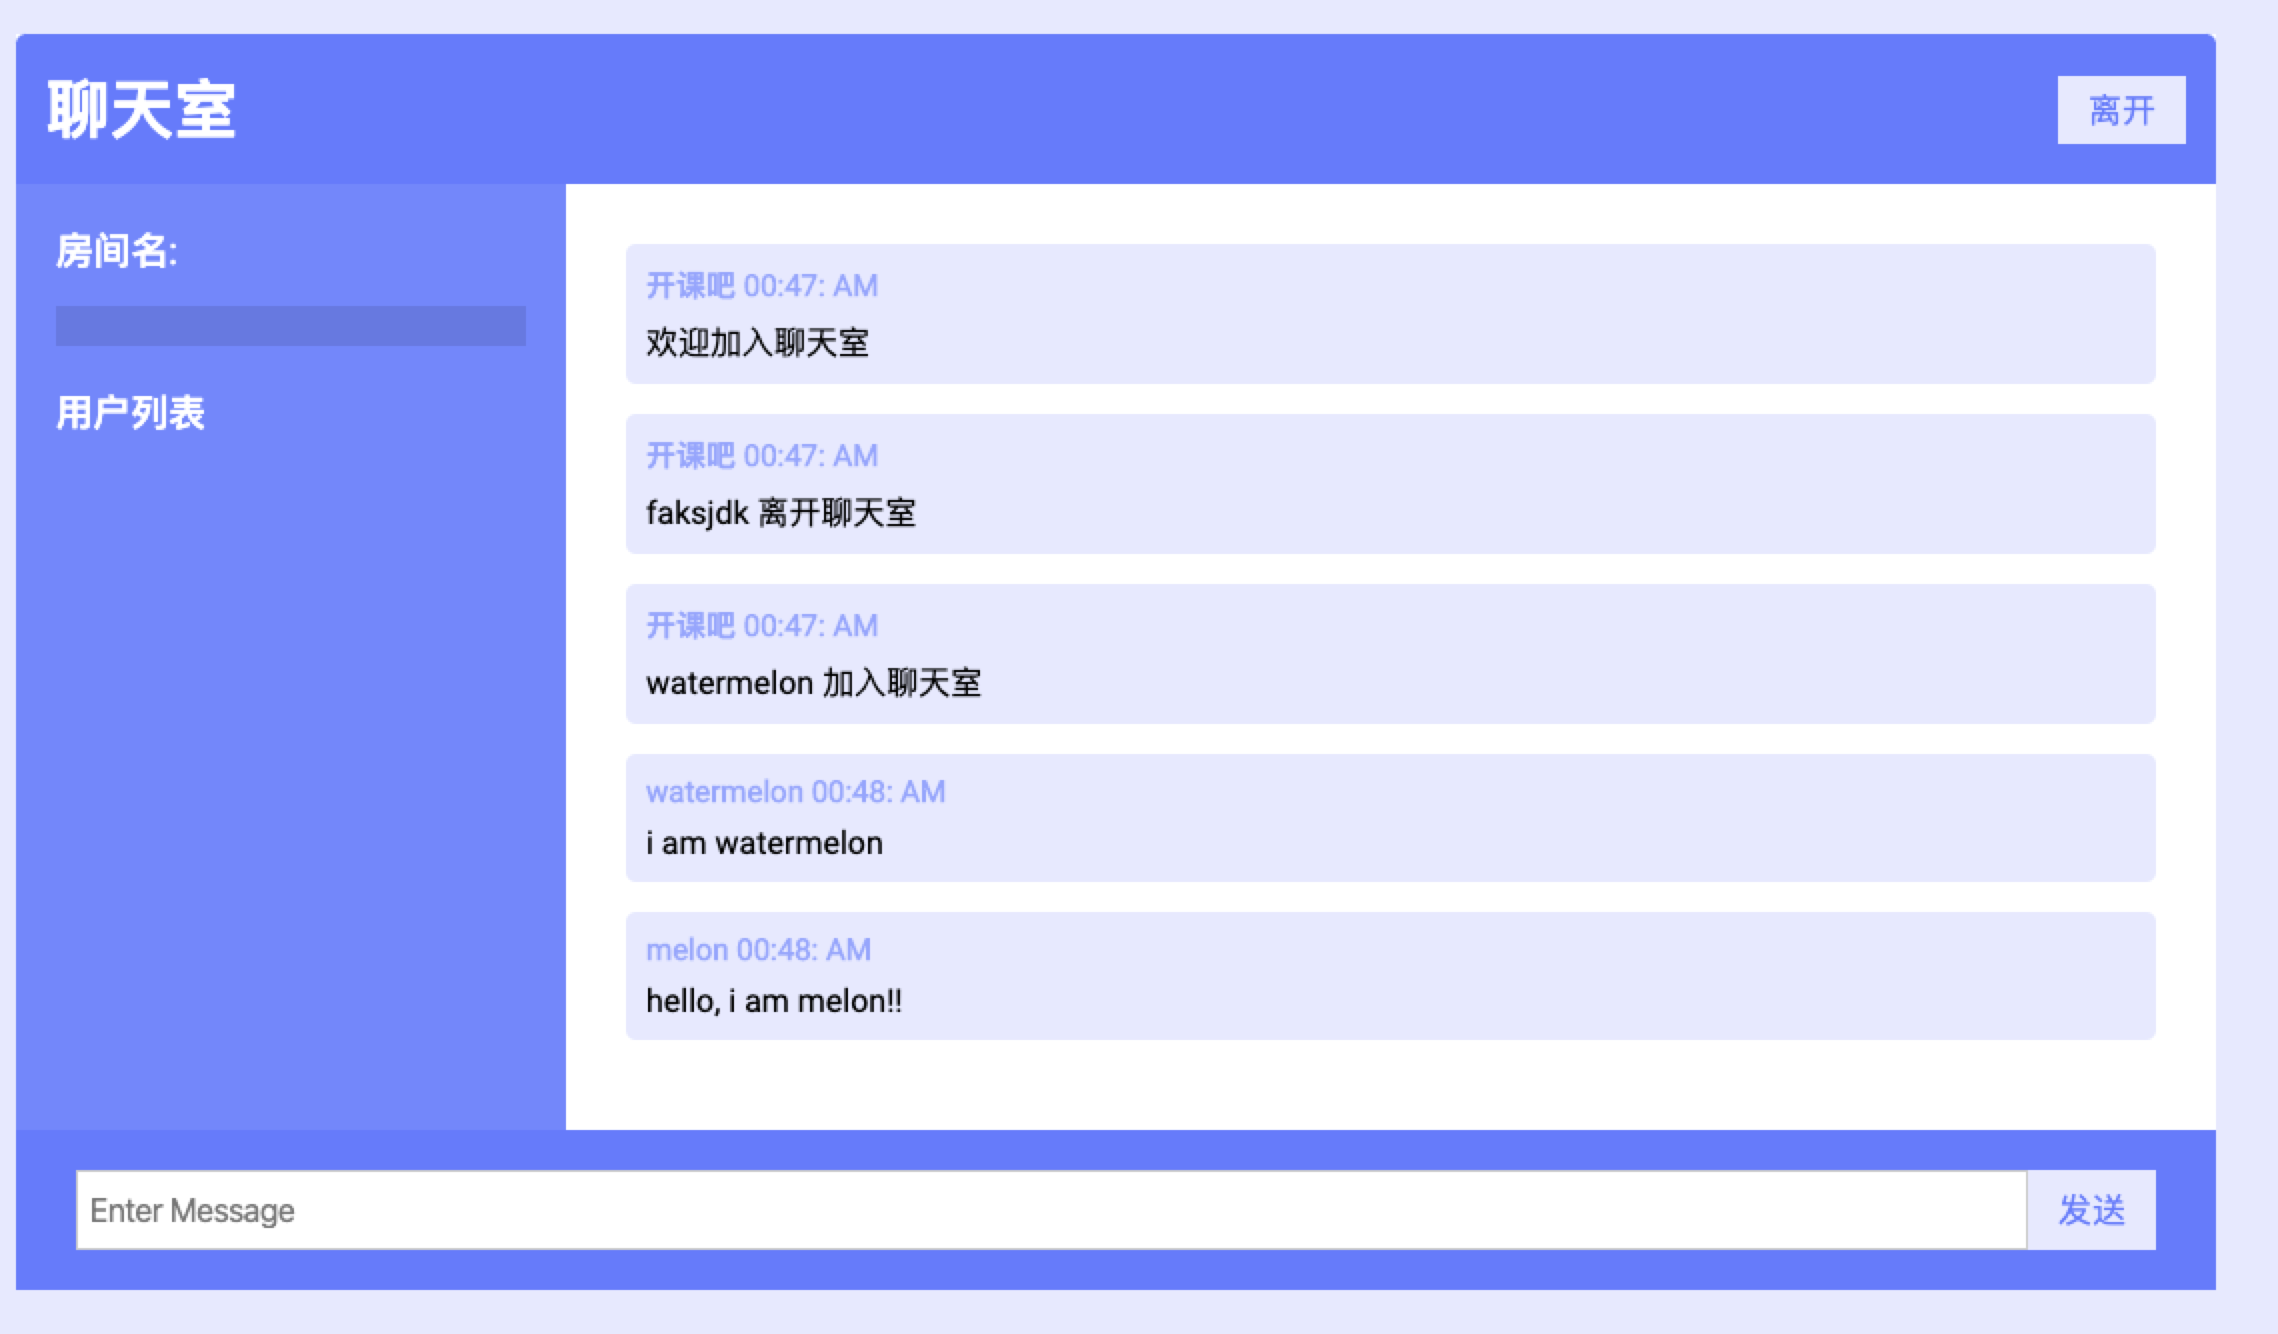 聊天室
离开
房间名:
用户列表
开课吧 00:47: AM
欢迎加入聊天室
开课吧 00:47: AM
faksjdk 离开聊天室
开课吧 00:47: AM
watermelon 加入聊天室
watermelon 00:48: AM
i am watermelon
melon 00:48: AM
hello, i am melon!!
Enter Message
发送